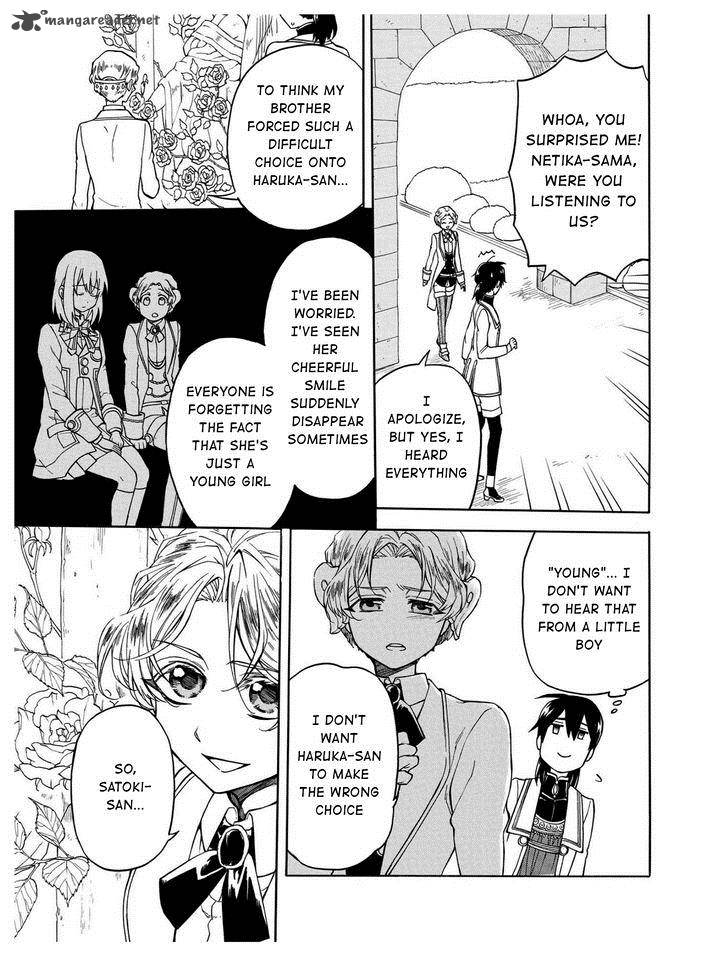 mangareader.net
WHOA, YOU
SURPRISED ME!
NETIKA-SAMA,
WERE YOU
LISTENING TO
US?
I
APOLOGIZE,
BUT YES, I
HEARD
EVERYTHING
TO THINK MY
BROTHER
FORCED SUCH A
DIFFICULT
CHOICE ONTO
HARUKA-SAN...
I'VE BEEN
WORRIED.
I'VE SEEN
HER
CHEERFUL
SMILE
SUDDENLY
DISAPPEAR
SOMETIMES
EVERYONE IS
FORGETTING
THE FACT
THAT SHE'S
JUST A
YOUNG GIRL
"YOUNG"... I
DON'T WANT
TO HEAR THAT
FROM A LITTLE
BOY
I DON'T
WANT
HARUKA-SAN
TO MAKE
THE WRONG
CHOICE
SO,
SATOKI-
SAN...